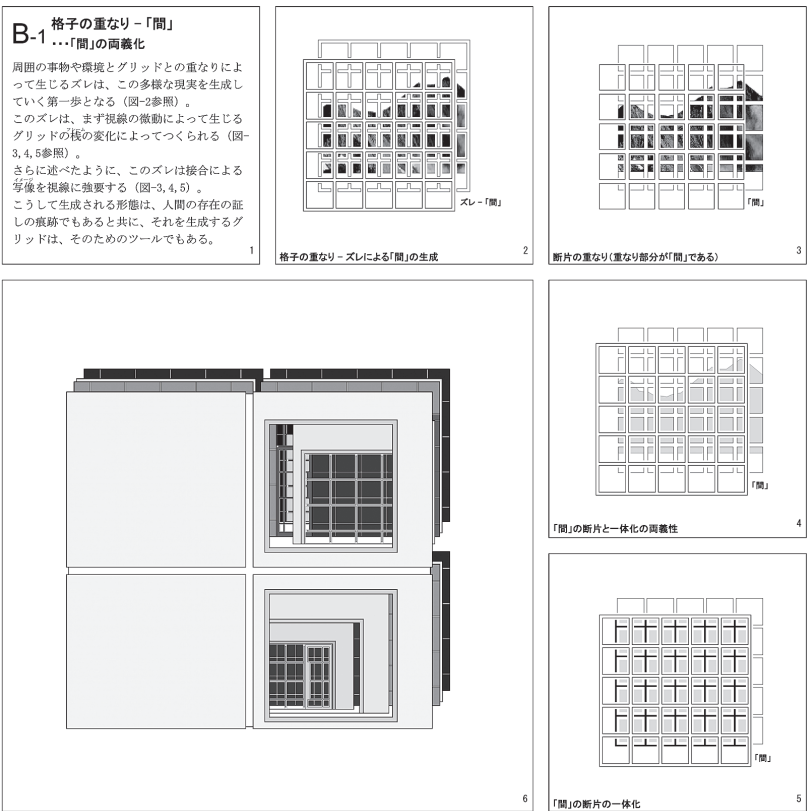 B-1 格子の重なり－「間」
･･･「間」の両義化
周囲の事物や環境とグリッドとの重なりによ
って生じるズレは、この多様な現実を生成し
ていく第一歩となる（図-2参照）。
このズレは、まず視線の微動によって生じる
グリッドの桟の変化によってつくられる（図-
3, 4, 5参照）。
さらに述べたように、このズレは接合による
写像を視線に強要する（図-3, 4, 5）。
こうして生成される形態は、人間の存在の証
しの痕跡でもあると共に、それを生成するグ
リッドは、そのためのツールでもある。
1
ズレ－「間」
格子の重なり－ズレによる「間」の生成
2
「間」
断片の重なり（重なり部分が「間」である）
3
「間」
「間」の断片と一体化の両義性
4
「間」
「間」の断片の一体化
5
6